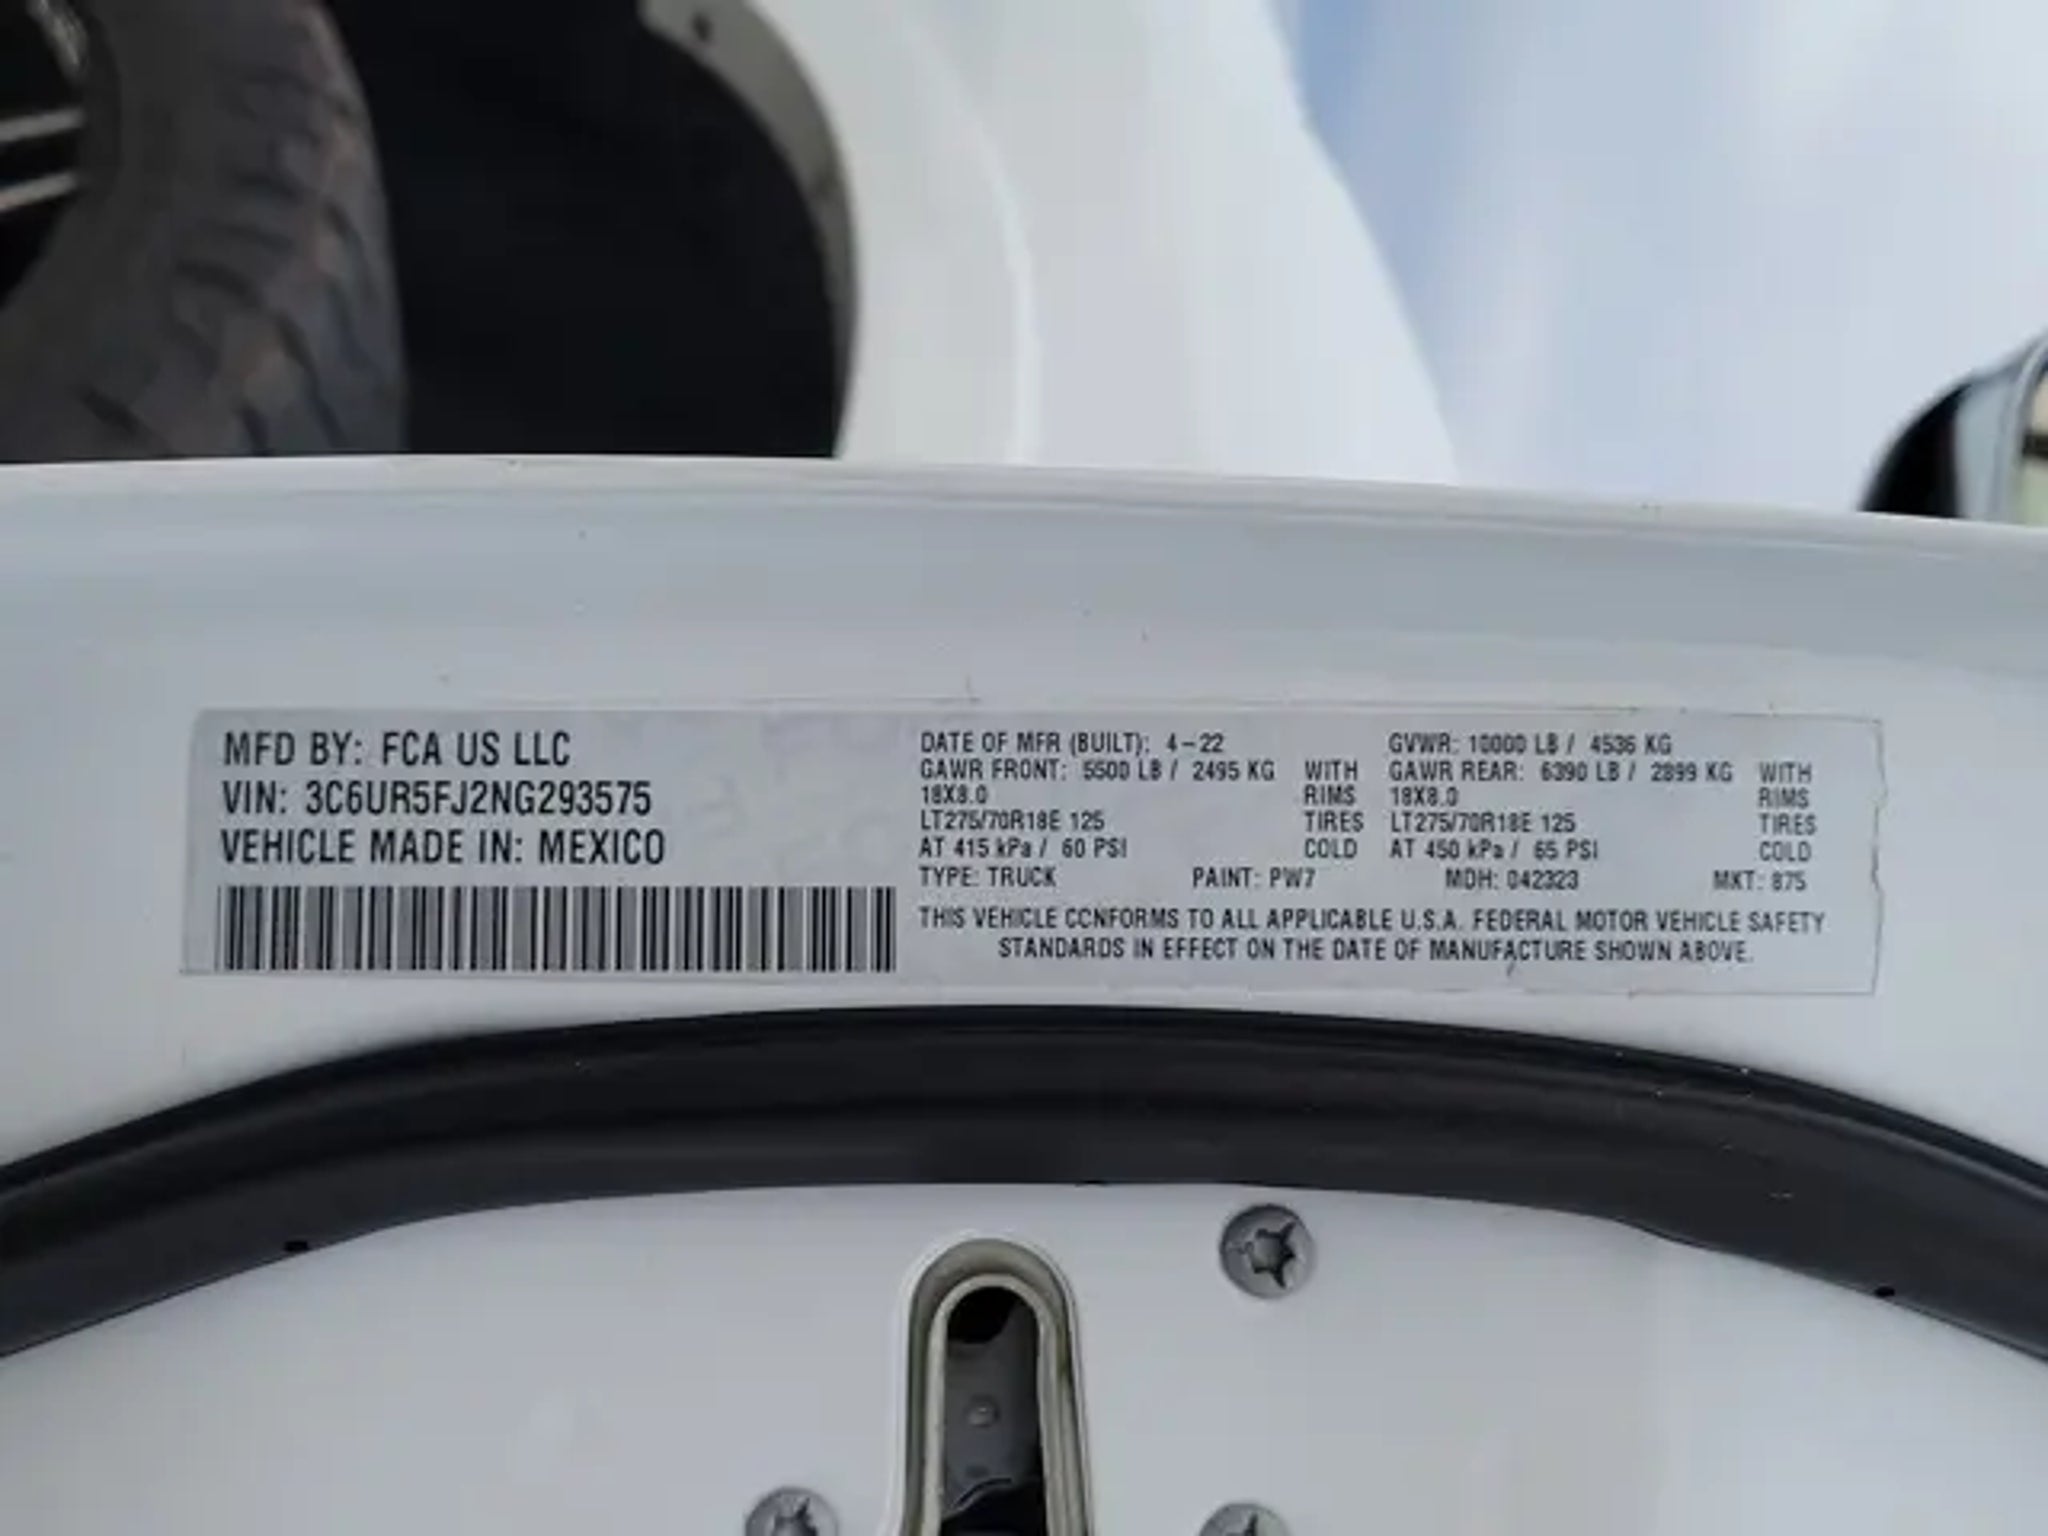 MFD BY: FCA US LLC
VIN: 3C6UR5FJ2NG293575
VEHICLE MADE IN: MEXICO
DATE OF MFR (BUILT): 4-22 GVWR: 10000 LB / 4536 KG
GAWR FRONT: 5500 LB / 2495 KG WITH GAWR REAR: 6390 LB / 2899 KG WITH
18X8.0 RIMS 18X8.0 RIMS
LT275/70R18E 125 TIRES LT275/70R18E 125 TIRES
AT 415 kPa / 60 PSI COLD AT 450 kPa / 65 PSI COLD
TYPE: TRUCK PAINT: PW7 MDH: 042323 MKT: 875
THIS VEHICLE CONFORMS TO ALL APPLICABLE U.S.A. FEDERAL MOTOR VEHICLE SAFETY
STANDARDS IN EFFECT ON THE DATE OF MANUFACTURE SHOWN ABOVE.